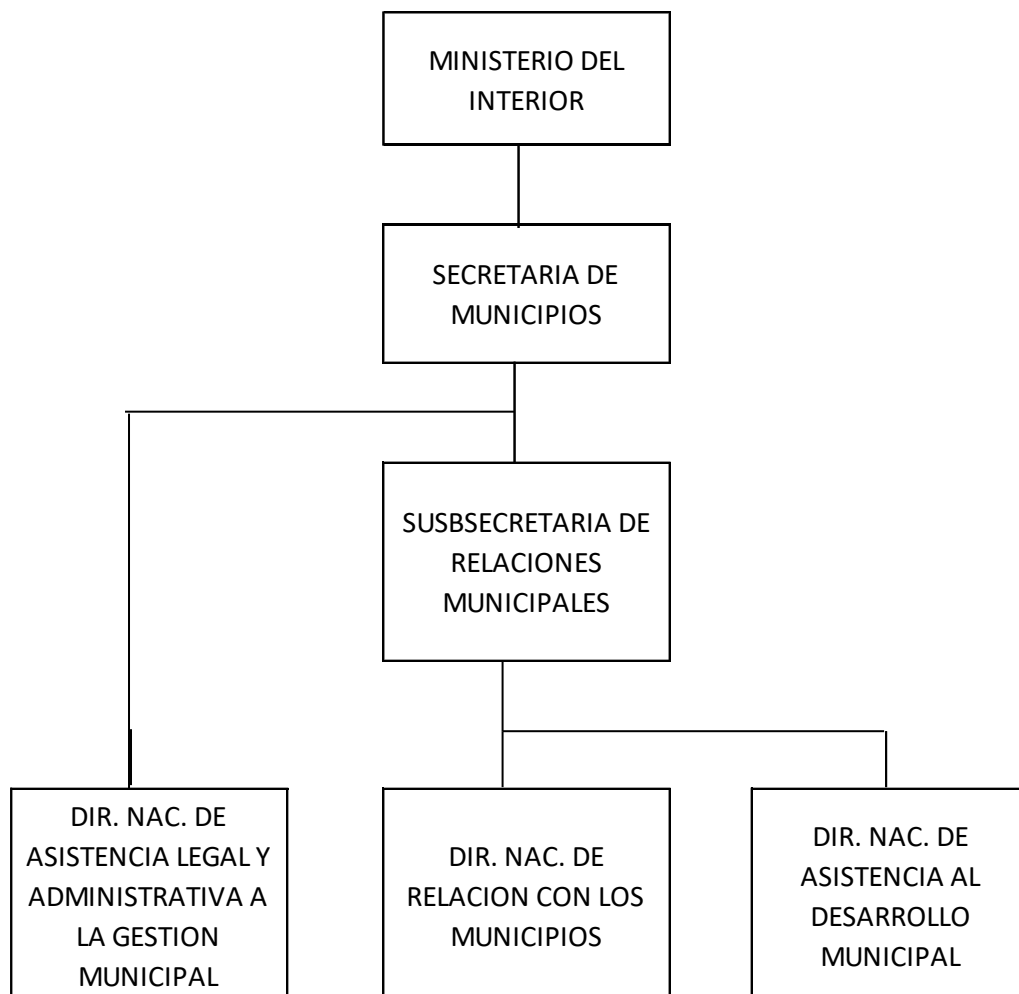 MINISTERIO DEL
INTERIOR
SECRETARIA DE
MUNICIPIOS
SUSBSECRETARIA DE
RELACIONES
MUNICIPALES
DIR. NAC. DE
ASISTENCIA LEGAL Y
ADMINISTRATIVA A
LA GESTION
MUNICIPAL
DIR. NAC. DE
RELACION CON LOS
MUNICIPIOS
DIR. NAC. DE
ASISTENCIA AL
DESARROLLO
MUNICIPAL